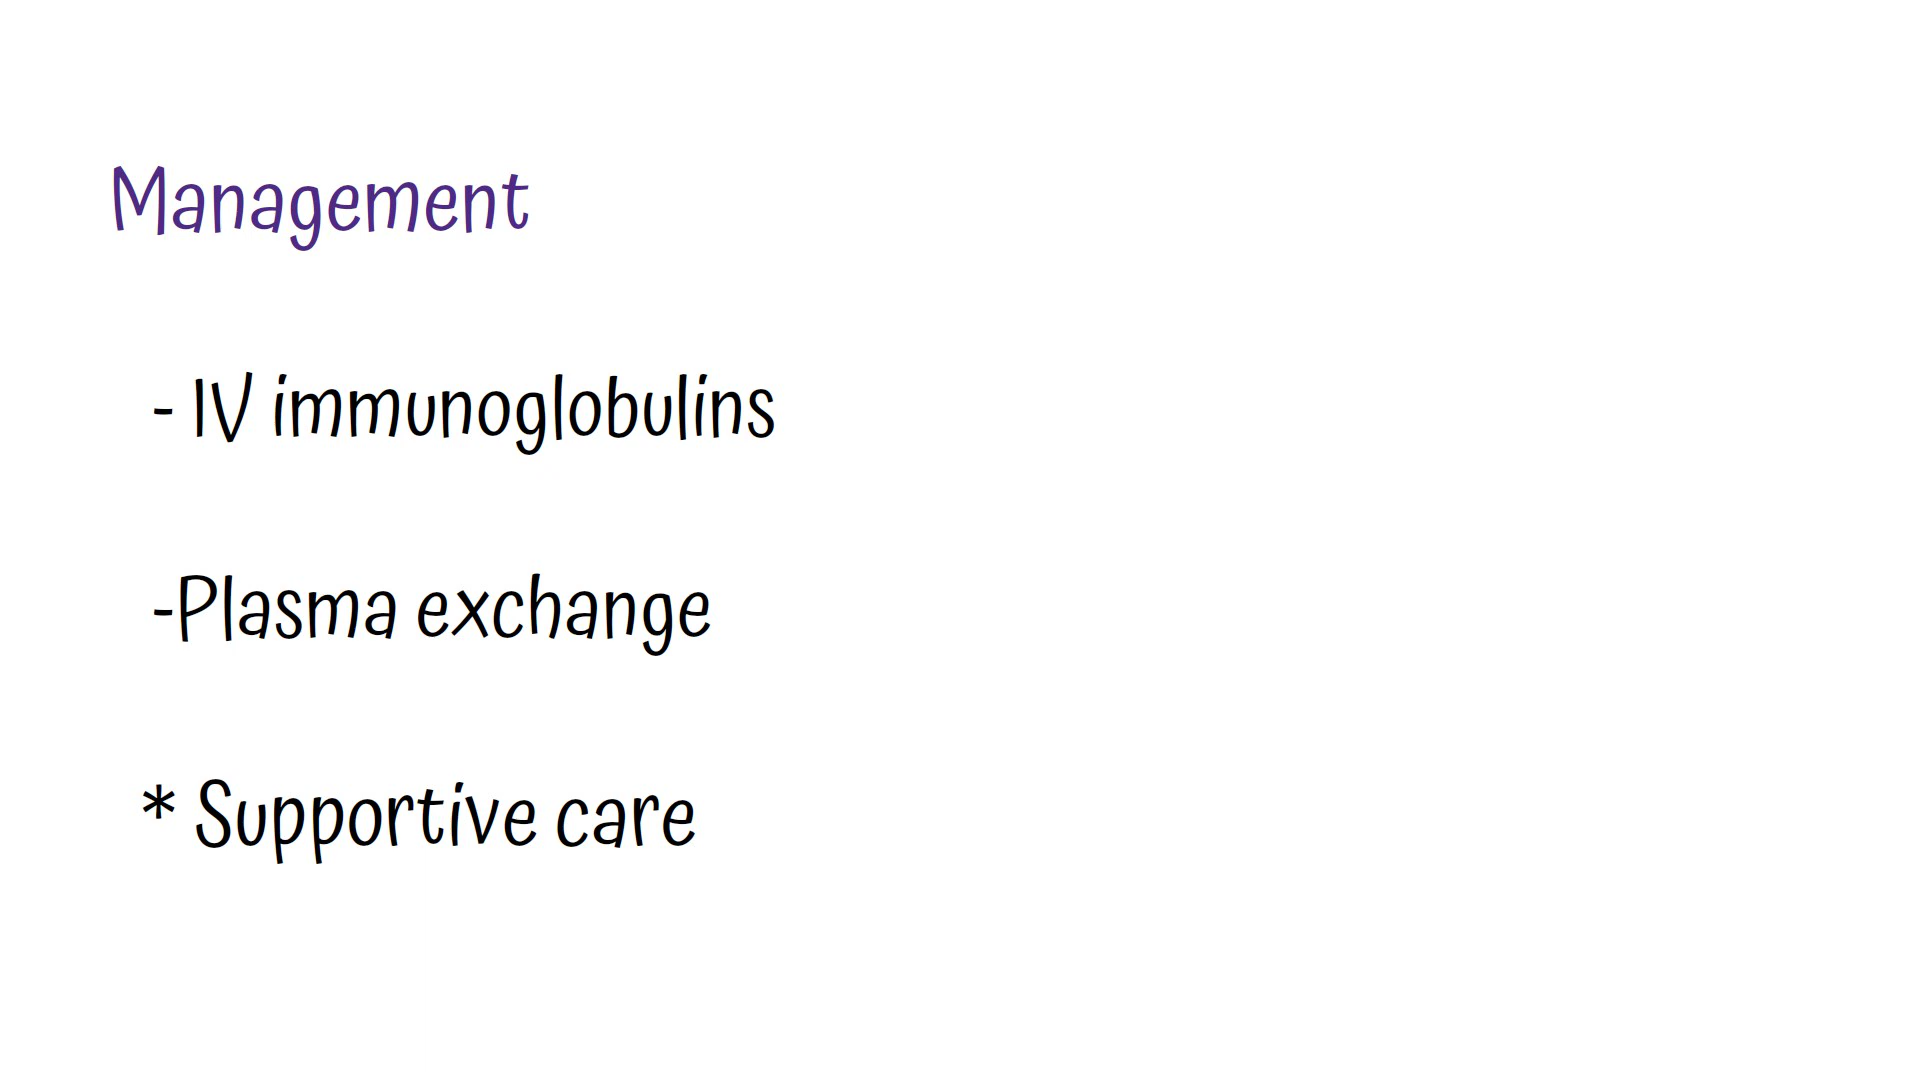 Management
- IV immunoglobulins
-Plasma exchange
* Supportive care